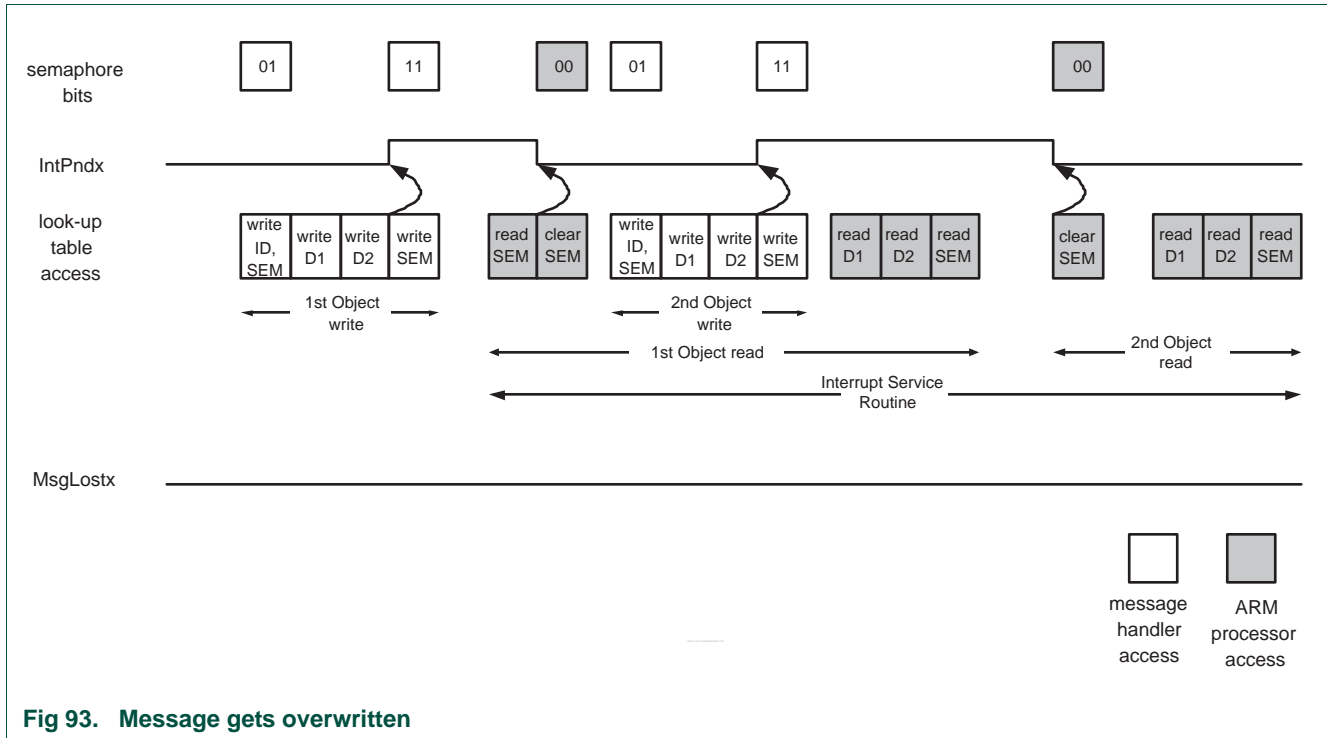 semaphore
bits
01
11
00
01
11
00
IntPndx
look-up
table
access
write
ID,
SEM
write
D1
write
D2
write
SEM
read
SEM
clear
SEM
write
ID,
SEM
write
D1
write
D2
write
SEM
read
D1
read
D2
read
SEM
clear
SEM
read
D1
read
D2
read
SEM
1st Object
write
2nd Object
write
1st Object read
2nd Object
read
Interrupt Service
Routine
MsgLostx
message
handler
access
ARM
processor
access
Fig 93. Message gets overwritten